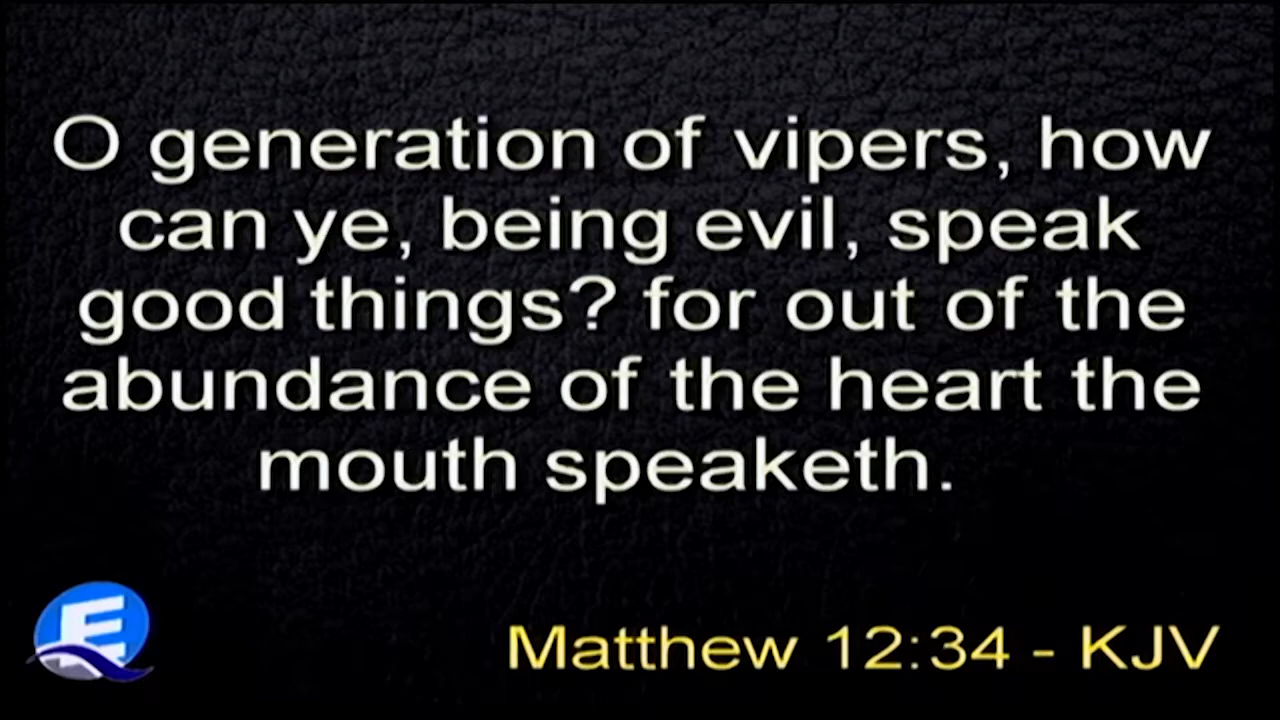 O generation of vipers, how
can ye, being evil, speak
good things? for out of the
abundance of the heart the
mouth speaketh.
E
Matthew 12:34 - KJV